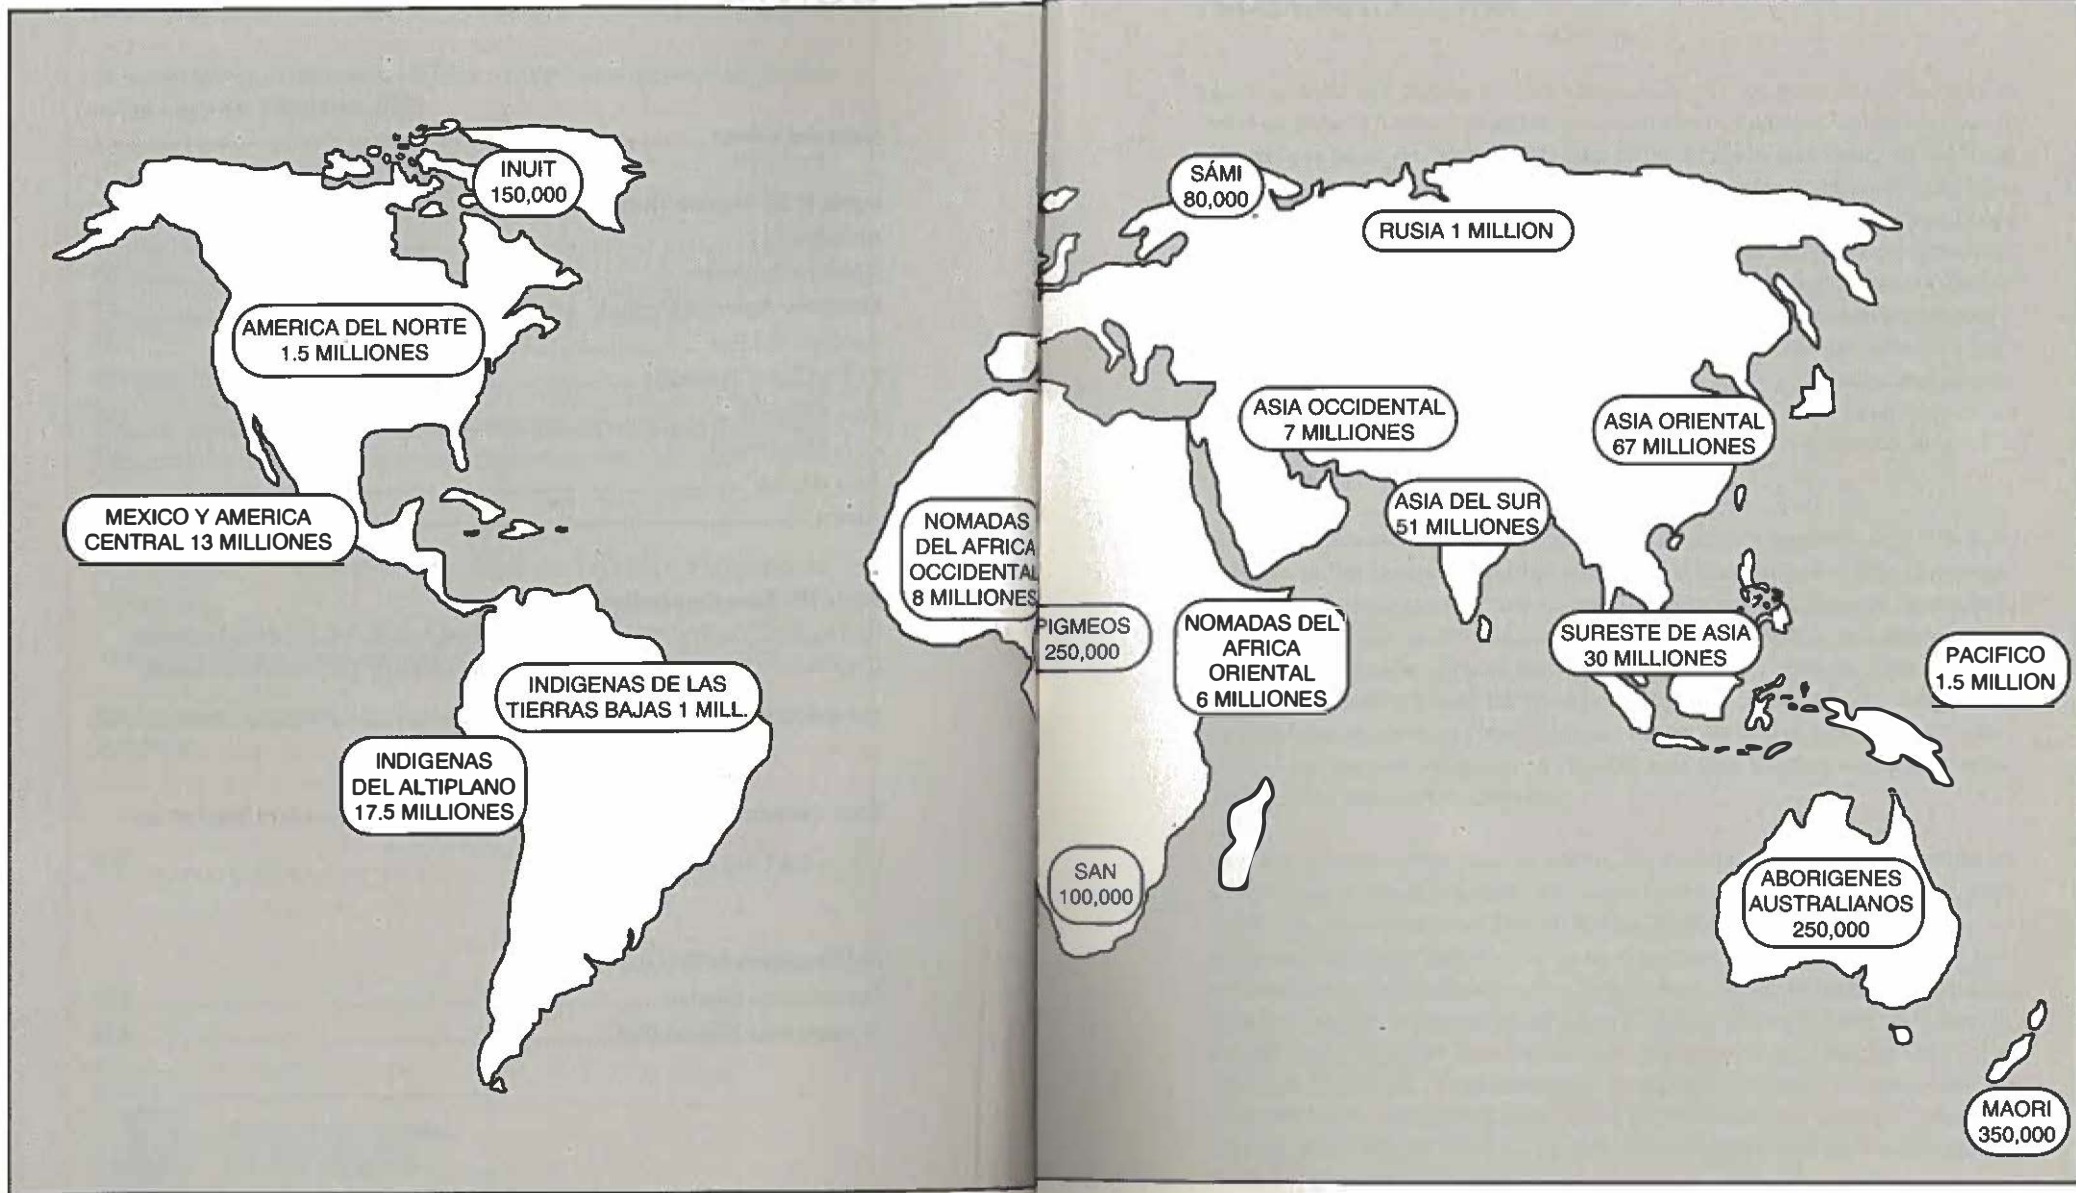 INUIT
150,000
AMERICA DEL NORTE
1.5 MILLIONES
MEXICO Y AMERICA
CENTRAL 13 MILLIONES
INDIGENAS DE LAS
TIERRAS BAJAS 1 MILL.
INDIGENAS
DEL ALTIPLANO
17.5 MILLIONES
NOMADAS
DEL AFRICA
OCCIDENTAL
8 MILLIONES
PIGMEOS
250,000
SAN
100,000
NOMADAS DEL
AFRICA
ORIENTAL
6 MILLIONES
SÁMI
80,000
RUSIA 1 MILLION
ASIA OCCIDENTAL
7 MILLIONES
ASIA ORIENTAL
67 MILLIONES
ASIA DEL SUR
51 MILLIONES
SURESTE DE ASIA
30 MILLIONES
PACIFICO
1.5 MILLION
ABORIGENES
AUSTRALIANOS
250,000
MAORI
350,000